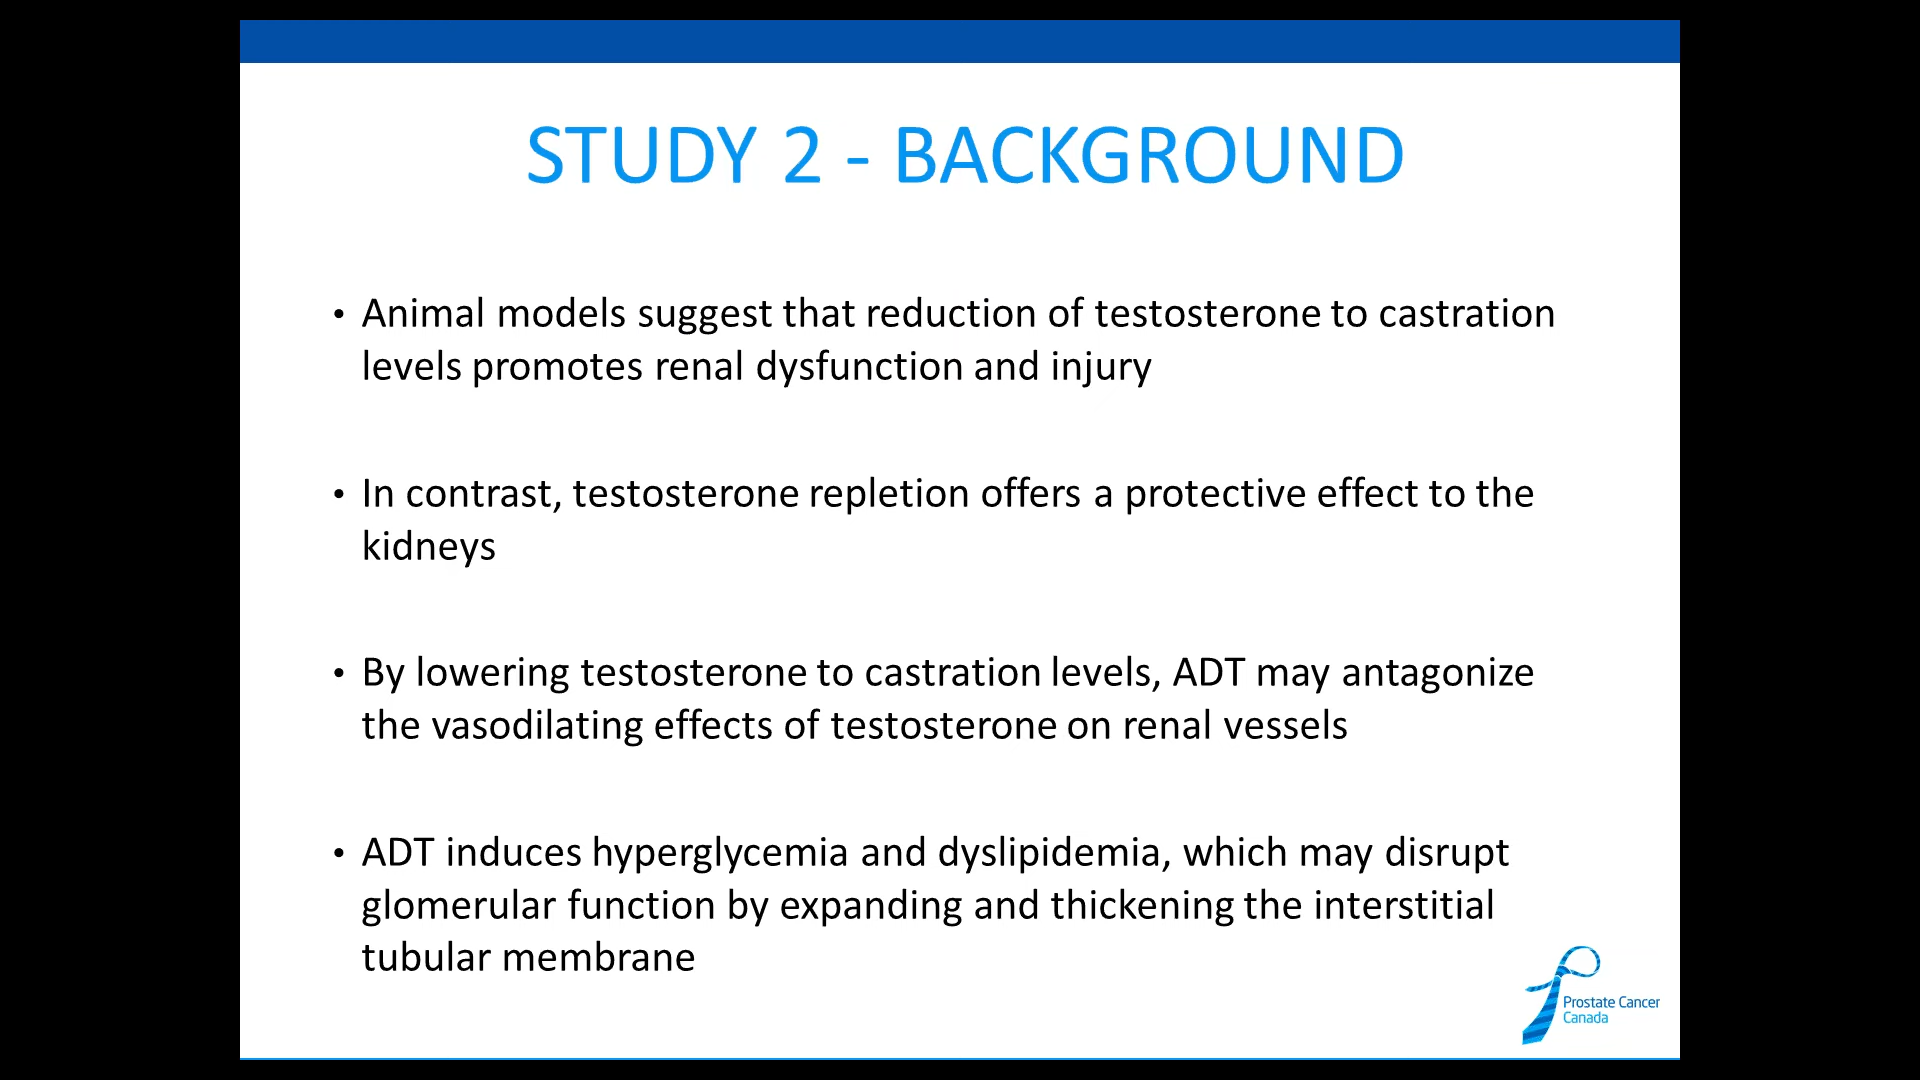 STUDY 2 - BACKGROUND
• Animal models suggest that reduction of testosterone to castration
levels promotes renal dysfunction and injury
• In contrast, testosterone repletion offers a protective effect to the
kidneys
• By lowering testosterone to castration levels, ADT may antagonize
the vasodilating effects of testosterone on renal vessels
• ADT induces hyperglycemia and dyslipidemia, which may disrupt
glomerular function by expanding and thickening the interstitial
tubular membrane
Prostate Cancer
Canada